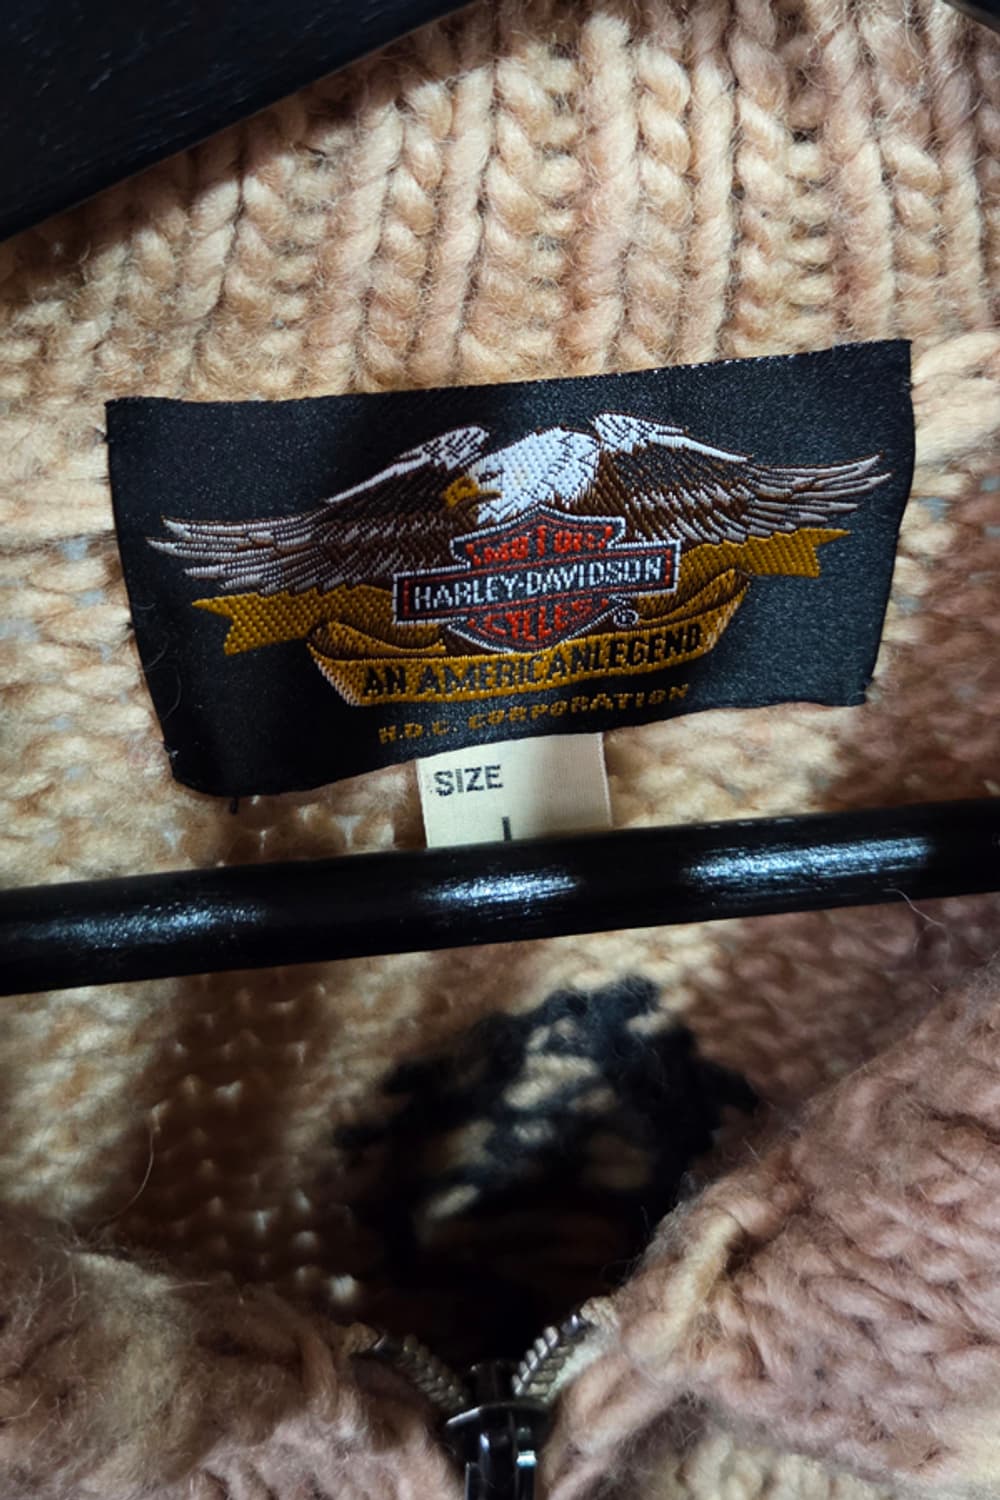 MOTOR
HARLEY-DAVIDSON
CYCLES
®
AN AMERICAN LEGEND
H.D.C. CORPORATION
SIZE